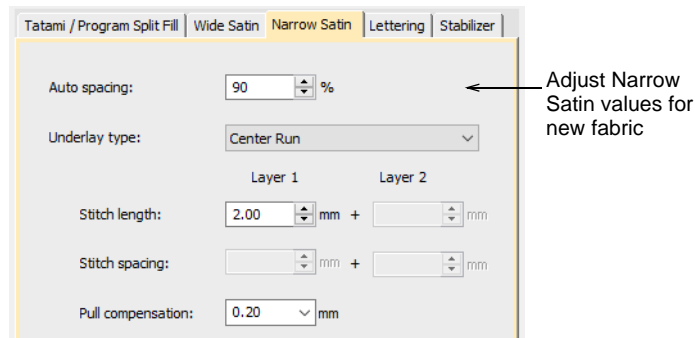 Tatami / Program Split Fill Wide Satin Narrow Satin Lettering Stabilizer
Auto spacing: 90 %
Adjust Narrow
Satin values for
new fabric
Underlay type: Center Run
Layer 1 Layer 2
Stitch length: 2.00 mm + mm
Stitch spacing: mm + mm
Pull compensation: 0.20 mm